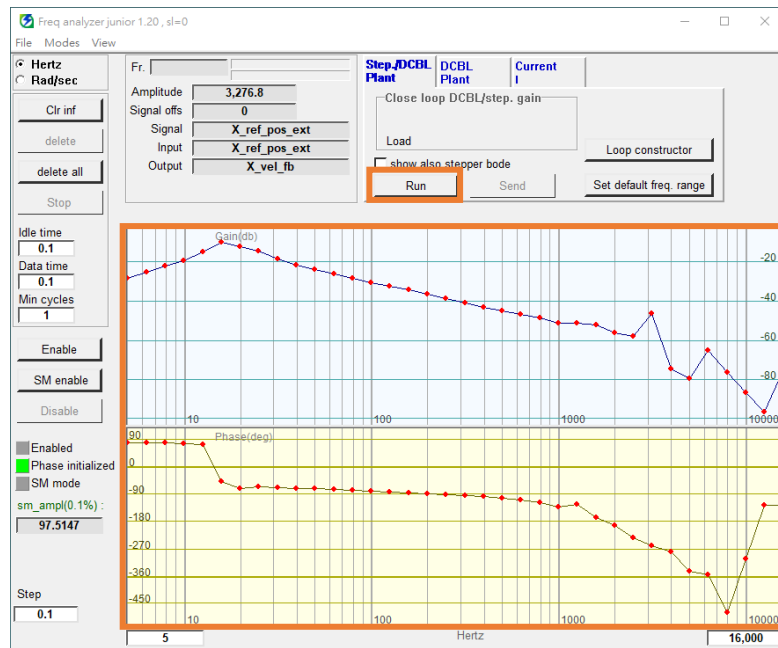 Freq analyzer junior 1.20 , sl=0
File Modes View
Hertz
Rad/sec
Clr inf
delete
delete all
Stop
Idle time
0.1
Data time
0.1
Min cycles
1
Enable
SM enable
Disable
Enabled
Phase initialized
SM mode
sm_ampl(0.1%) :
97.5147
Step
0.1
Fr.
Amplitude 3,276.8
Signal offs 0
Signal X_ref_pos_ext
Input X_ref_pos_ext
Output X_vel_fb
Step./DCBL Plant
DCBL Plant
Current I
Close loop DCBL/step. gain
Load
show also stepper bode
Run
Send
Loop constructor
Set default freq. range
Gain(db)
-20
-40
-60
-80
10 100 1000 10000
Phase(deg)
90
0
-90
-180
-270
-360
-450
10 100 1000 10000
5 Hertz 16,000